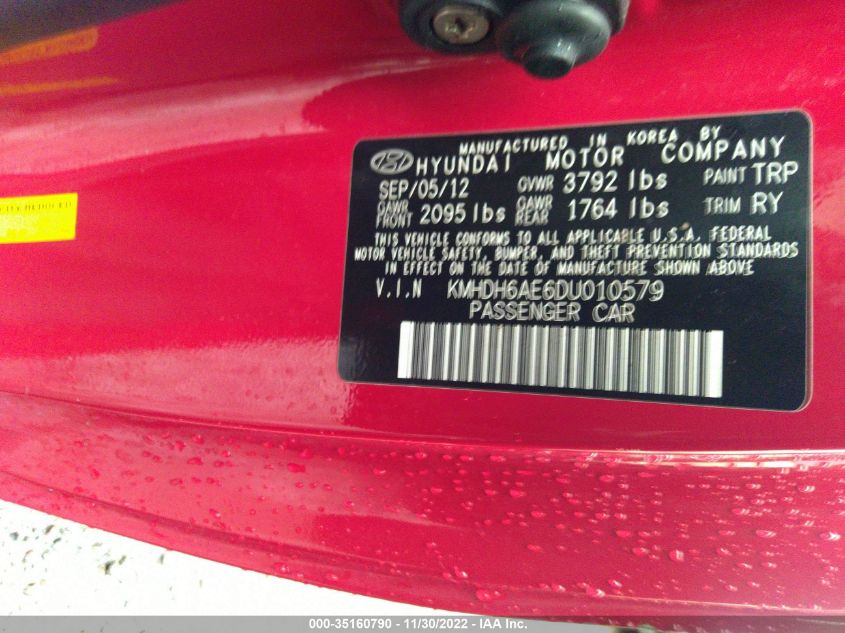 MANUFACTURED IN KOREA BY
HYUNDAI MOTOR COMPANY
SEP/05/12 GVWR 3792 lbs PAINT TRP
GAWR FRONT 2095 lbs GAWR REAR 1764 lbs TRIM RY
THIS VEHICLE CONFORMS TO ALL APPLICABLE U.S.A. FEDERAL
MOTOR VEHICLE SAFETY, BUMPER, AND THEFT PREVENTION STANDARDS
IN EFFECT ON THE DATE OF MANUFACTURE SHOWN ABOVE
V.I.N KMHDH6AE6DU010579
PASSENGER CAR
000-35160790 - 11/30/2022 - IAA Inc.